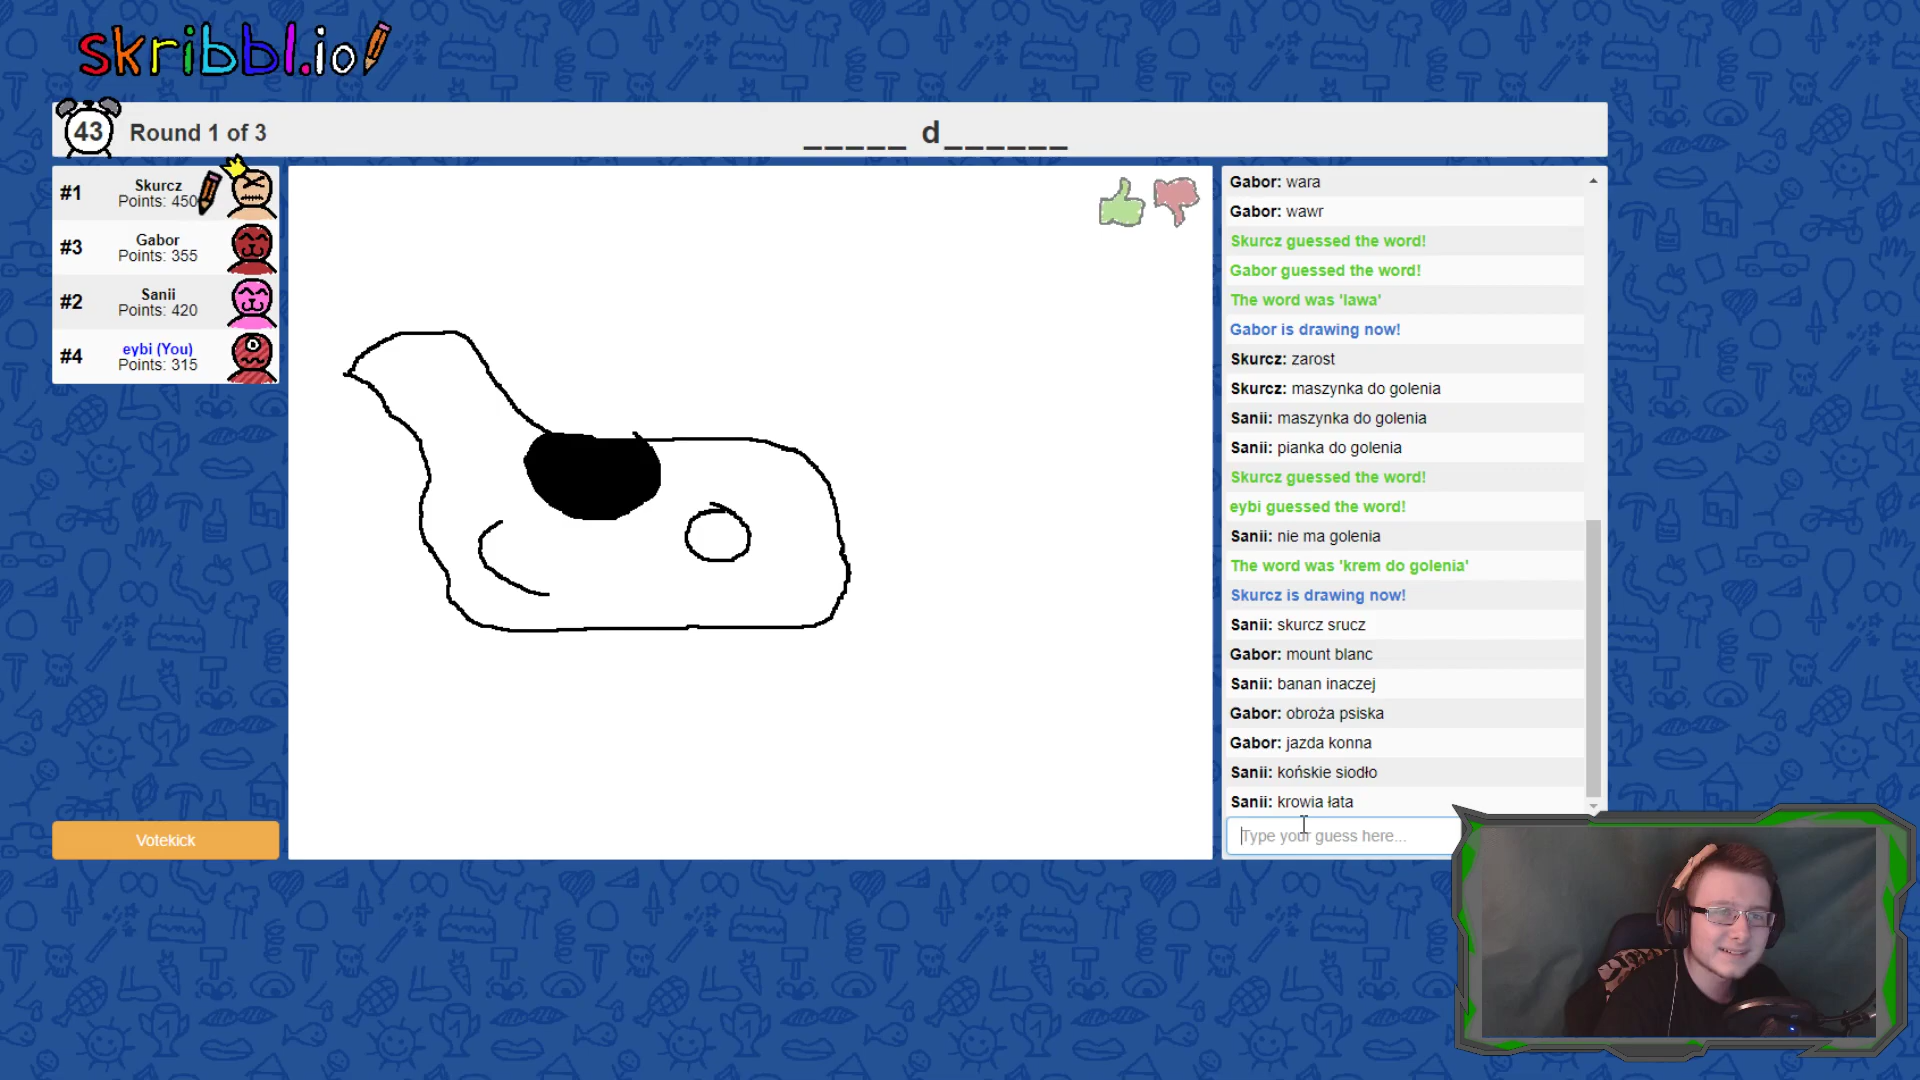 skribbl.io
43
Round 1 of 3
_____ d______
#1
Skurcz
Points: 450
#3
Gabor
Points: 355
#2
Sanii
Points: 420
#4
eybi (You)
Points: 315
Votekick
Gabor: wara
Gabor: wawr
Skurcz guessed the word!
Gabor guessed the word!
The word was 'lawa'
Gabor is drawing now!
Skurcz: zarost
Skurcz: maszynka do golenia
Sanii: maszynka do golenia
Sanii: pianka do golenia
Skurcz guessed the word!
eybi guessed the word!
Sanii: nie ma golenia
The word was 'krem do golenia'
Skurcz is drawing now!
Sanii: skurcz srucz
Gabor: mount blanc
Sanii: banan inaczej
Gabor: obroża psiska
Gabor: jazda konna
Sanii: końskie siodło
Sanii: krowia łata
Type your guess here...